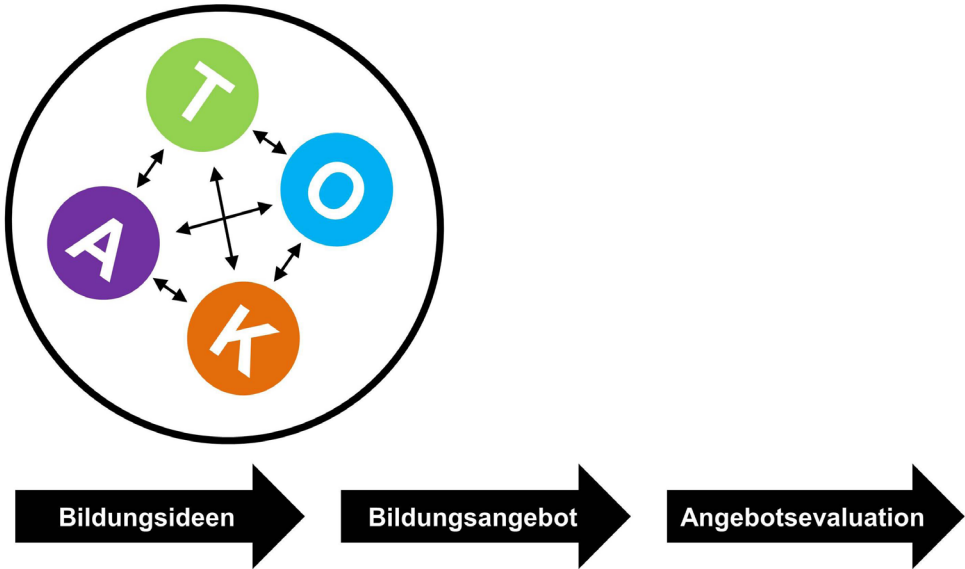 T
O
A
K
Bildungsideen
Bildungsangebot
Angebotsevaluation